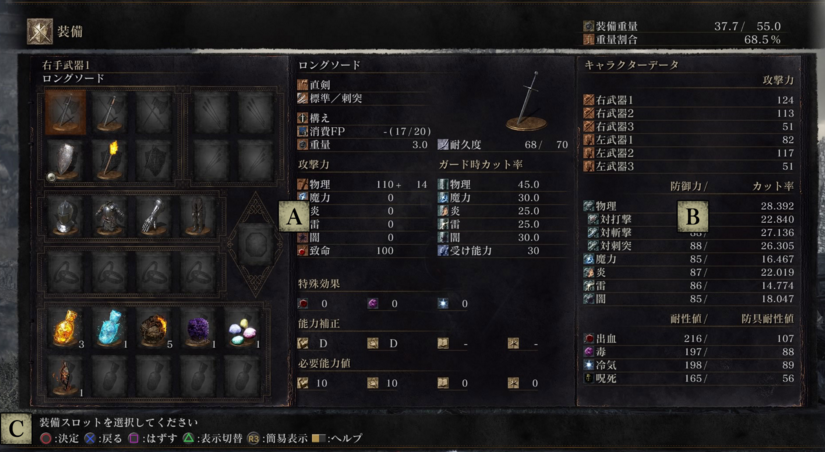 装備
装備重量 37.7/ 55.0
重量割合 68.5%
右手武器1
ロングソード
3 1 5 1 1
1
ロングソード
直剣
標準／刺突
構え
消費FP -(17/20)
重量 3.0
耐久度 68/ 70
攻撃力
物理 110+ 14
魔力 0
炎 0
雷 0
闇 0
致命 100
ガード時カット率
物理 45.0
魔力 30.0
炎 25.0
雷 25.0
闇 30.0
受け能力 30
特殊効果
0 0 0
能力補正
D D - -
必要能力値
10 10 0 0
キャラクターデータ
攻撃力
右武器1 124
右武器2 113
右武器3 51
左武器1 82
左武器2 117
左武器3 51
防御力/ カット率
物理 28.392
対打撃 22.840
対斬撃 27.136
対刺突 88/ 26.305
魔力 85/ 16.467
炎 87/ 22.019
雷 86/ 14.774
闇 85/ 18.047
耐性値/ 防具耐性値
出血 216/ 107
毒 197/ 88
冷気 198/ 89
呪死 165/ 56
A
B
C
装備スロットを選択してください
:決定 :戻る :はずす :表示切替 R3:簡易表示 :ヘルプ